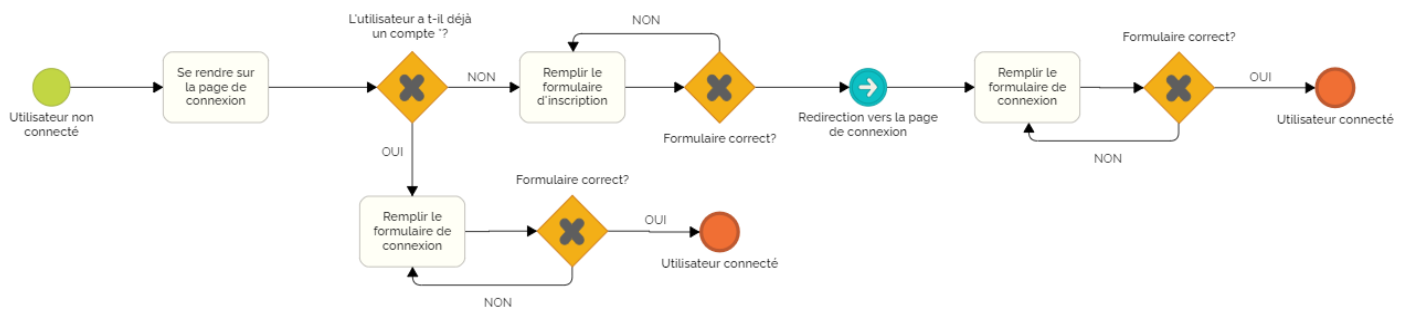 Utilisateur non
connecté
Se rendre sur
la page de
connexion
L'utilisateur a t-il déjà
un compte *?
NON
OUI
Remplir le
formulaire
d'inscription
NON
Formulaire correct?
Redirection vers la page
de connexion
Remplir le
formulaire de
connexion
Formulaire correct?
OUI
NON
Utilisateur connecté
Remplir le
formulaire de
connexion
Formulaire correct?
OUI
NON
Utilisateur connecté